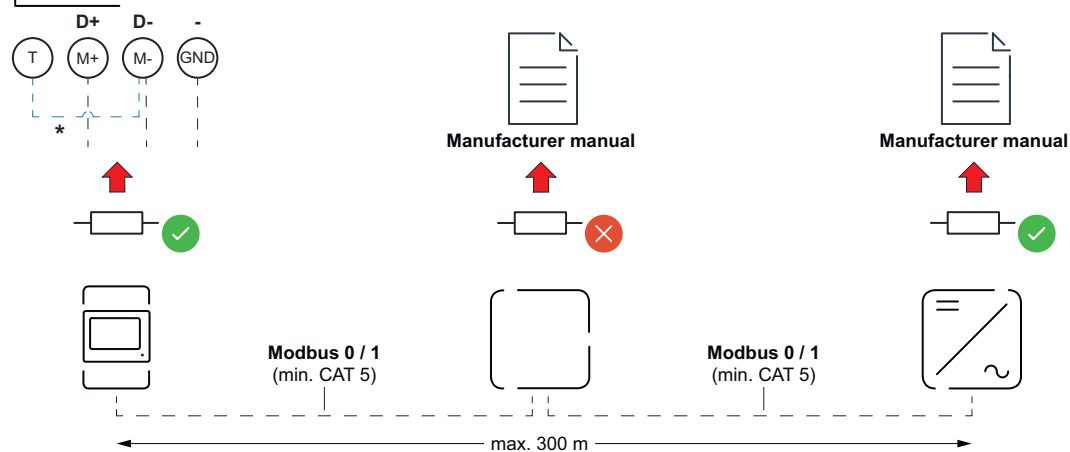 D+ D- -
T M+ M- GND
*
Manufacturer manual
Manufacturer manual
Modbus 0 / 1
(min. CAT 5)
Modbus 0 / 1
(min. CAT 5)
max. 300 m